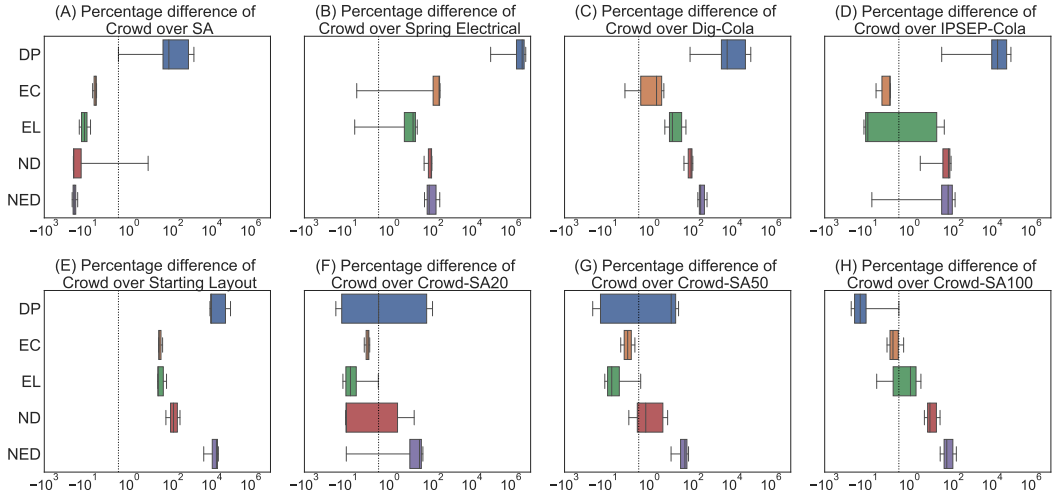 (A) Percentage difference of
Crowd over SA
(B) Percentage difference of
Crowd over Spring Electrical
(C) Percentage difference of
Crowd over Dig-Cola
(D) Percentage difference of
Crowd over IPSEP-Cola
DP
EC
EL
ND
NED
−10³ −10¹ 10⁰ 10² 10⁴ 10⁶
−10³ −10¹ 10⁰ 10² 10⁴ 10⁶
−10³ −10¹ 10⁰ 10² 10⁴ 10⁶
−10³ −10¹ 10⁰ 10² 10⁴ 10⁶
(E) Percentage difference of
Crowd over Starting Layout
(F) Percentage difference of
Crowd over Crowd-SA20
(G) Percentage difference of
Crowd over Crowd-SA50
(H) Percentage difference of
Crowd over Crowd-SA100
DP
EC
EL
ND
NED
−10³ −10¹ 10⁰ 10² 10⁴ 10⁶
−10³ −10¹ 10⁰ 10² 10⁴ 10⁶
−10³ −10¹ 10⁰ 10² 10⁴ 10⁶
−10³ −10¹ 10⁰ 10² 10⁴ 10⁶